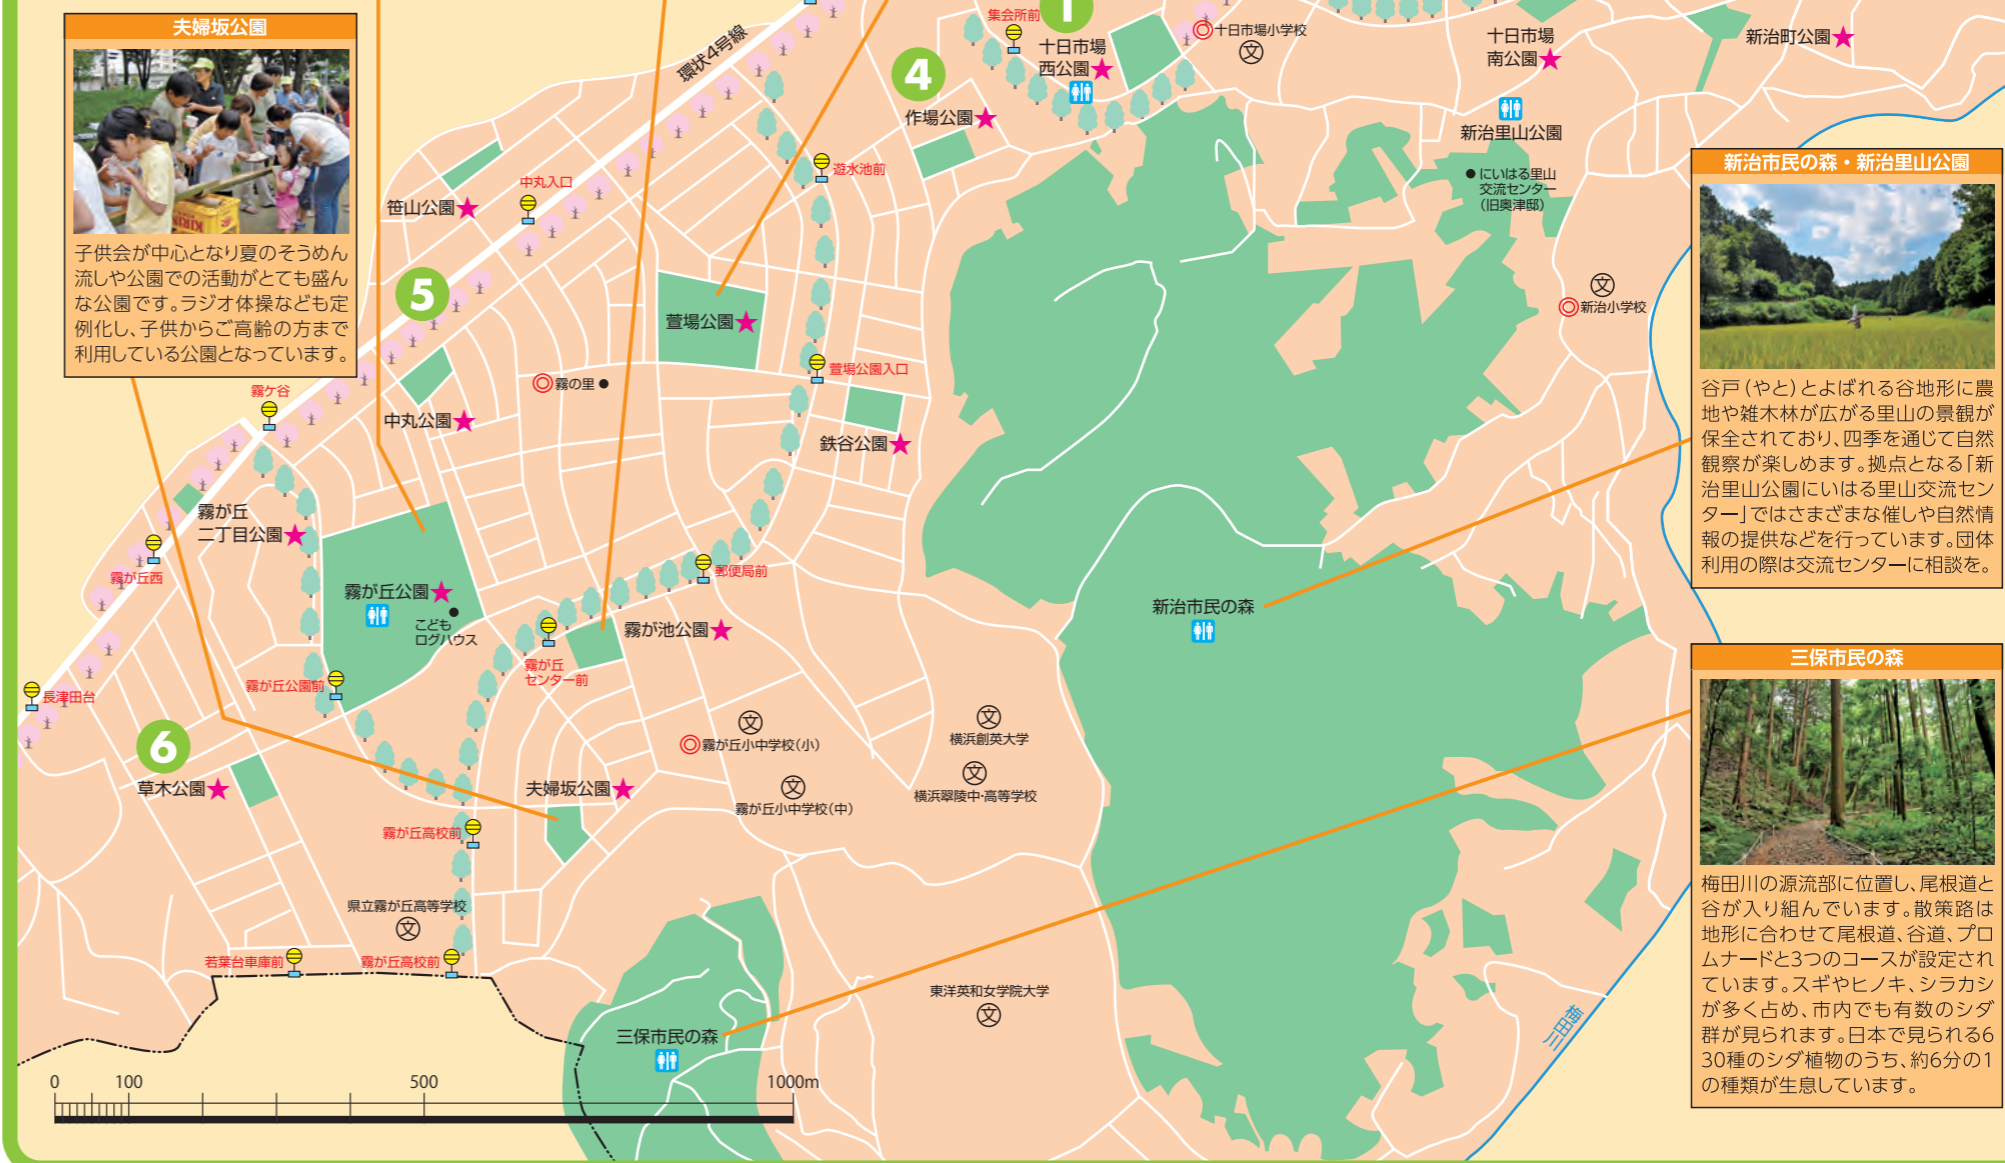 夫婦坂公園
KIRIN
子供会が中心となり夏のそうめん
流しや公園での活動がとても盛ん
な公園です。ラジオ体操なども定
例化し、子供からご高齢の方まで
利用している公園となっています。
環状4号線
集会所前
1
十日市場
西公園
十日市場小学校
文
十日市場
南公園
新治町公園
4
作場公園
新治里山公園
にいはる里山
交流センター
(旧奥津邸)
遊水池前
中丸入口
笹山公園
5
萱場公園
文
新治小学校
萱場公園入口
霧の里
霧ケ谷
中丸公園
鉄谷公園
霧が丘
二丁目公園
霧が丘西
霧が丘公園
こども
ログハウス
郵便局前
霧が池公園
霧が丘
センター前
霧が丘公園前
長津田台
6
草木公園
新治市民の森
文
霧が丘小中学校(小)
文
横浜創英大学
文
横浜翠陵中・高等学校
文
霧が丘小中学校(中)
夫婦坂公園
霧が丘高校前
県立霧が丘高等学校
文
若葉台車庫前
霧が丘高校前
東洋英和女学院大学
文
三保市民の森
梅田川
0 100 500 1000m
新治市民の森・新治里山公園
谷戸(やと)とよばれる谷地形に農
地や雑木林が広がる里山の景観が
保全されており、四季を通じて自然
観察が楽しめます。拠点となる「新
治里山公園にいはる里山交流セン
ター」ではさまざまな催しや自然情
報の提供などを行っています。団体
利用の際は交流センターに相談を。
三保市民の森
梅田川の源流部に位置し、尾根道と
谷が入り組んでいます。散策路は
地形に合わせて尾根道、谷道、プロ
ムナードと3つのコースが設定され
ています。スギやヒノキ、シラカシ
が多く占め、市内でも有数のシダ
群が見られます。日本で見られる6
30種のシダ植物のうち、約6分の1
の種類が生息しています。